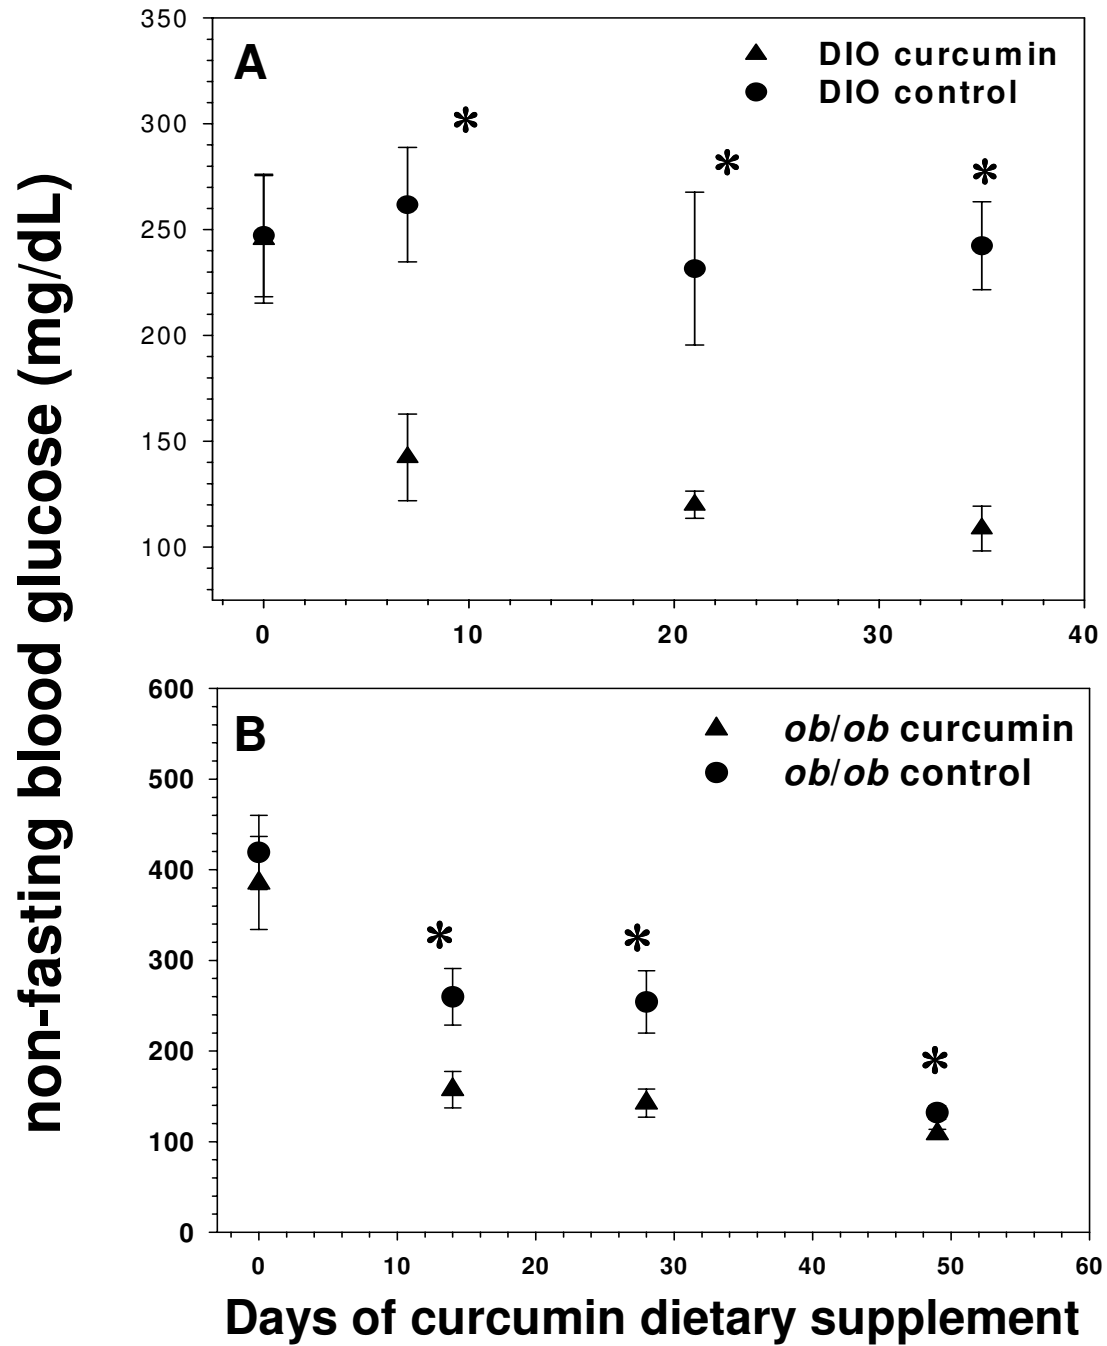 non-fasting blood glucose (mg/dL)
A
DIO curcumin
DIO control
350
300
250
200
150
100
*
*
*
0 10 20 30 40
B
ob/ob curcumin
ob/ob control
600
500
400
300
200
100
0
*
*
*
0 10 20 30 40 50 60
Days of curcumin dietary supplement